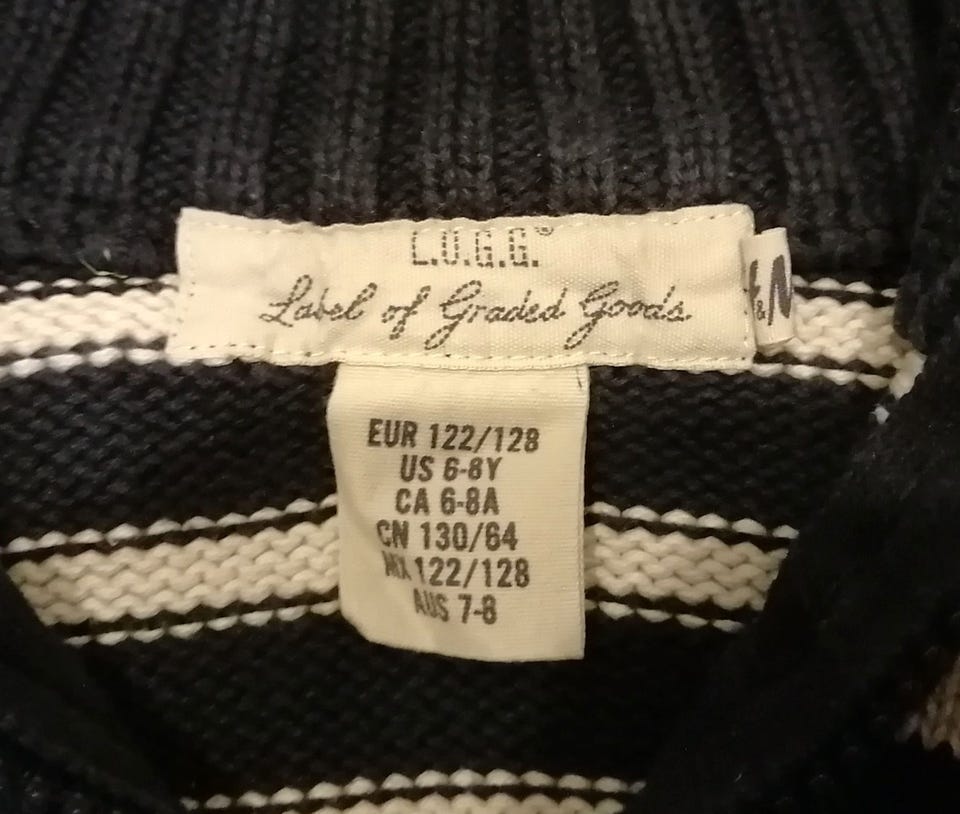 L.O.G.G.®
Label of Graded Goods
&M
EUR 122/128
US 6-8Y
CA 6-8A
CN 130/64
MX 122/128
AUS 7-8